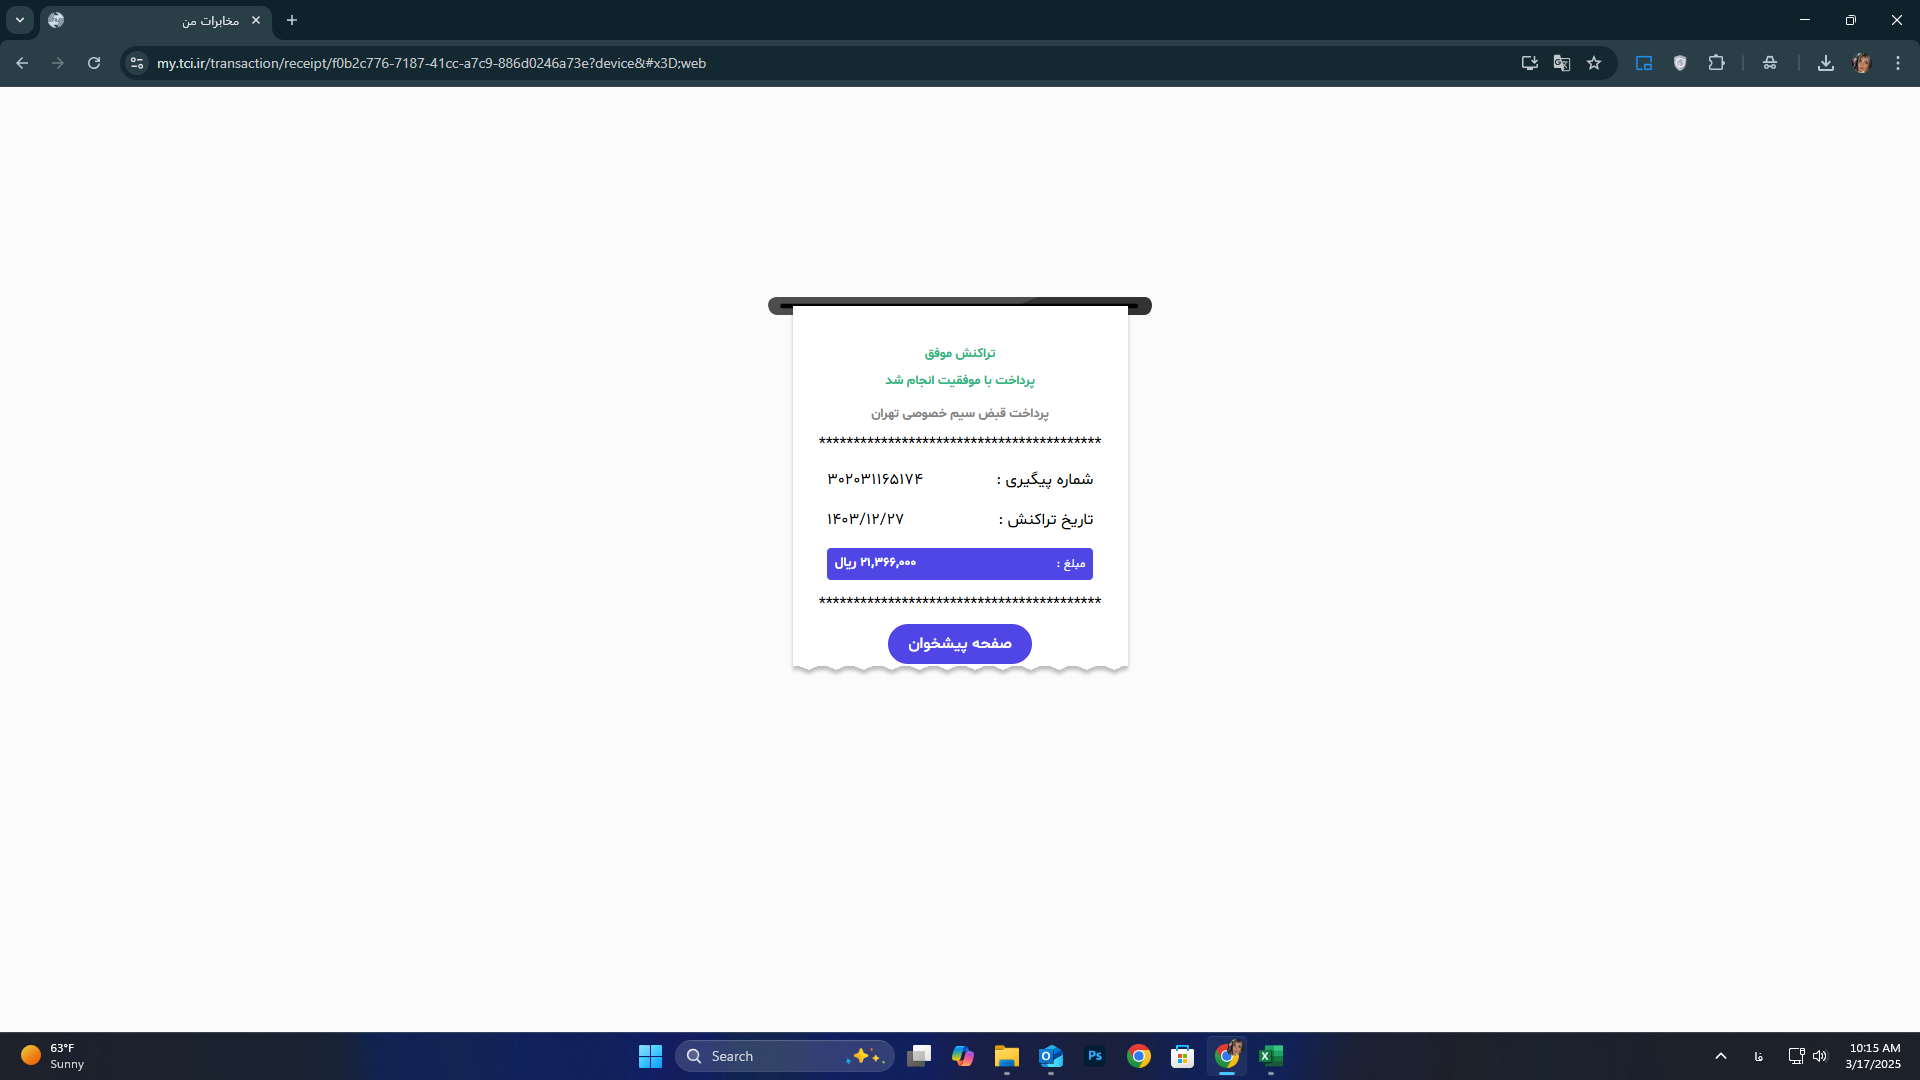 مخابرات من
my.tci.ir/transaction/receipt/f0b2c776-7187-41cc-a7c9-886d0246a73e?device&#x3D;web
تراکنش موفق
پرداخت با موفقیت انجام شد
پرداخت قبض سیم خصوصی تهران
*****************************************
شماره پیگیری : ۳۰۲۰۳۱۱۶۵۱۷۴
تاریخ تراکنش : ۱۴۰۳/۱۲/۲۷
مبلغ : ۲۱,۳۶۶,۰۰۰ ریال
*****************************************
صفحه پیشخوان
63°F
Sunny
Search
Ps
فا
10:15 AM
3/17/2025